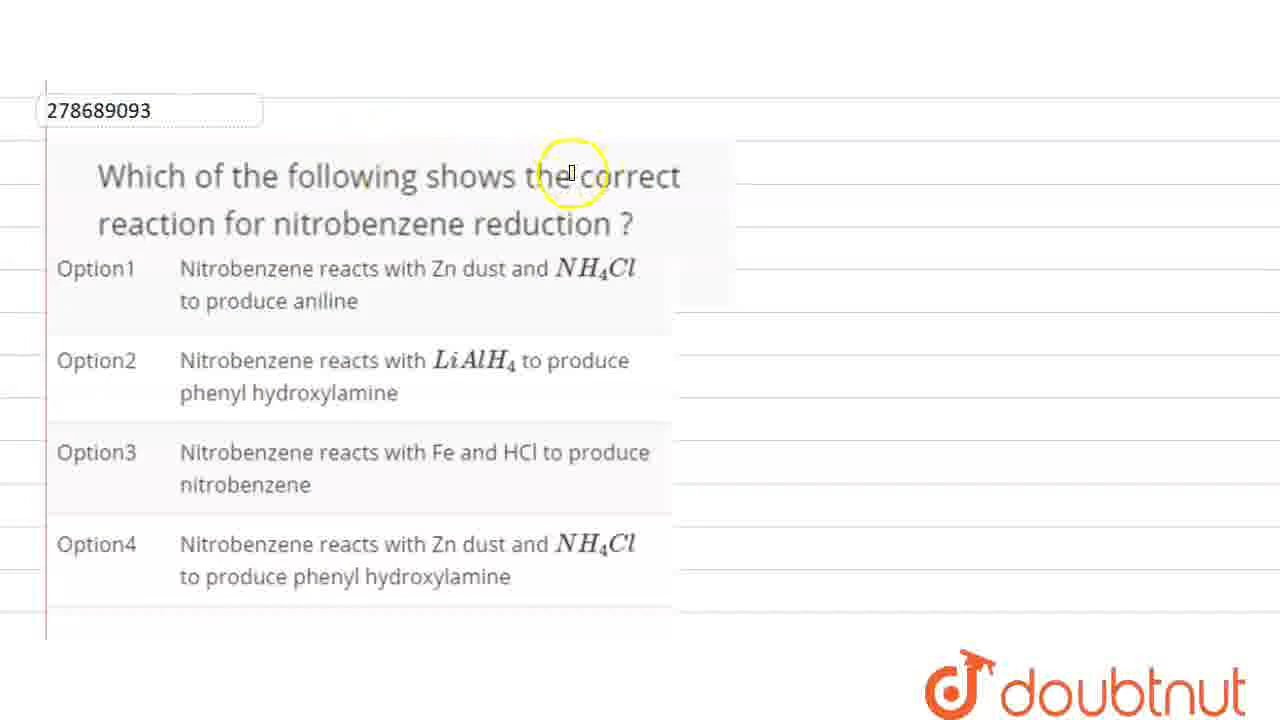 278689093
Which of the following shows the correct
reaction for nitrobenzene reduction ?
Option1 Nitrobenzene reacts with Zn dust and NH₄Cl
to produce aniline
Option2 Nitrobenzene reacts with LiAlH₄ to produce
phenyl hydroxylamine
Option3 Nitrobenzene reacts with Fe and HCl to produce
nitrobenzene
Option4 Nitrobenzene reacts with Zn dust and NH₄Cl
to produce phenyl hydroxylamine
doubtnut